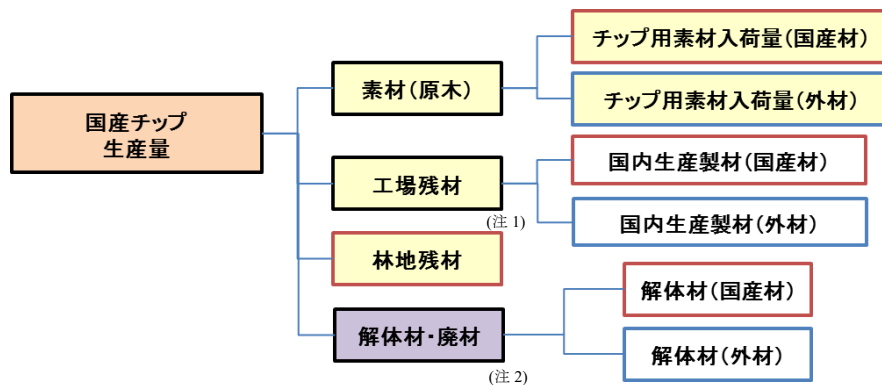 チップ用素材入荷量(国産材)
素材(原木)
チップ用素材入荷量(外材)
国産チップ
生産量
国内生産製材(国産材)
工場残材
(注 1)
国内生産製材(外材)
林地残材
解体材(国産材)
解体材・廃材
(注 2)
解体材(外材)